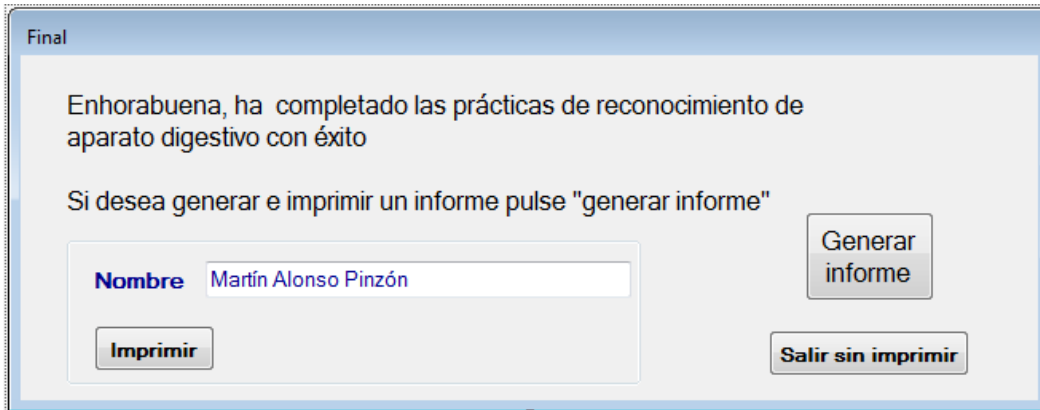 Final
Enhorabuena, ha completado las prácticas de reconocimiento de
aparato digestivo con éxito
Si desea generar e imprimir un informe pulse "generar informe"
Generar
informe
Nombre Martín Alonso Pinzón
Imprimir
Salir sin imprimir